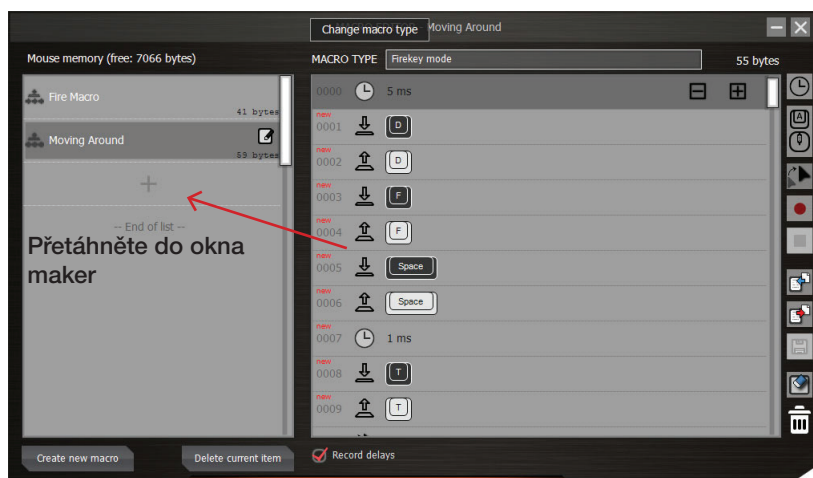 Change macro type
Moving Around
Mouse memory (free: 7066 bytes)
MACRO TYPE
Firekey mode
55 bytes
Fire Macro
41 bytes
Moving Around
59 bytes
+
-- End of list --
Přetáhněte do okna
maker
0000 5 ms
new
0001 D
new
0002 D
new
0003 F
new
0004 F
new
0005 Space
new
0006 Space
new
0007 1 ms
new
0008 T
new
0009 T
A
Create new macro
Delete current item
Record delays